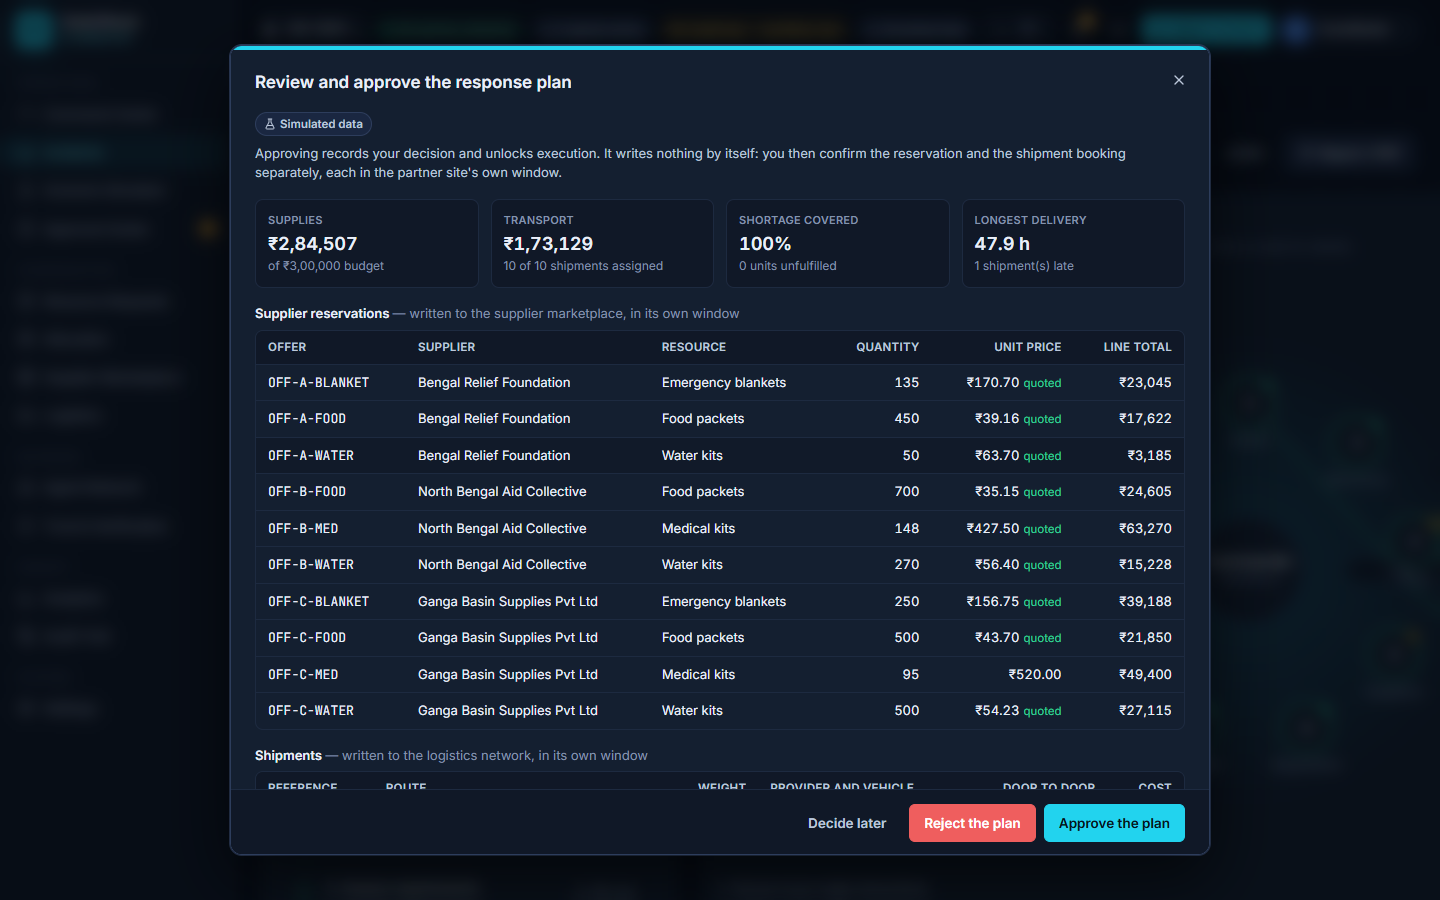 Review and approve the response plan
Simulated data
Approving records your decision and unlocks execution. It writes nothing by itself: you then confirm the reservation and the shipment booking
separately, each in the partner site's own window.
SUPPLIES TRANSPORT SHORTAGE COVERED LONGEST DELIVERY
₹2,84,507 ₹1,73,129 100% 47.9 h
of ₹3,00,000 budget 10 of 10 shipments assigned 0 units unfulfilled 1 shipment(s) late
Supplier reservations — written to the supplier marketplace, in its own window
OFFER SUPPLIER RESOURCE QUANTITY UNIT PRICE LINE TOTAL
OFF-A-BLANKET Bengal Relief Foundation Emergency blankets 135 ₹170.70 quoted ₹23,045
OFF-A-FOOD Bengal Relief Foundation Food packets 450 ₹39.16 quoted ₹17,622
OFF-A-WATER Bengal Relief Foundation Water kits 50 ₹63.70 quoted ₹3,185
OFF-B-FOOD North Bengal Aid Collective Food packets 700 ₹35.15 quoted ₹24,605
OFF-B-MED North Bengal Aid Collective Medical kits 148 ₹427.50 quoted ₹63,270
OFF-B-WATER North Bengal Aid Collective Water kits 270 ₹56.40 quoted ₹15,228
OFF-C-BLANKET Ganga Basin Supplies Pvt Ltd Emergency blankets 250 ₹156.75 quoted ₹39,188
OFF-C-FOOD Ganga Basin Supplies Pvt Ltd Food packets 500 ₹43.70 quoted ₹21,850
OFF-C-MED Ganga Basin Supplies Pvt Ltd Medical kits 95 ₹520.00 ₹49,400
OFF-C-WATER Ganga Basin Supplies Pvt Ltd Water kits 500 ₹54.23 quoted ₹27,115
Shipments — written to the logistics network, in its own window
REFERENCE ROUTE WEIGHT PROVIDER AND VEHICLE DOOR TO DOOR COST
Decide later Reject the plan Approve the plan